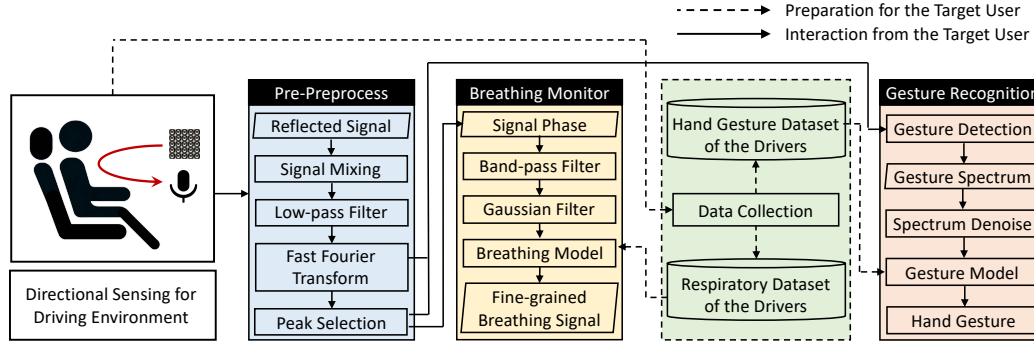 Preparation for the Target User
Interaction from the Target User
Directional Sensing for
Driving Environment
Pre-Preprocess
Reflected Signal
Signal Mixing
Low-pass Filter
Fast Fourier
Transform
Peak Selection
Breathing Monitor
Signal Phase
Band-pass Filter
Gaussian Filter
Breathing Model
Fine-grained
Breathing Signal
Hand Gesture Dataset
of the Drivers
Data Collection
Respiratory Dataset
of the Drivers
Gesture Recognition
Gesture Detection
Gesture Spectrum
Spectrum Denoise
Gesture Model
Hand Gesture